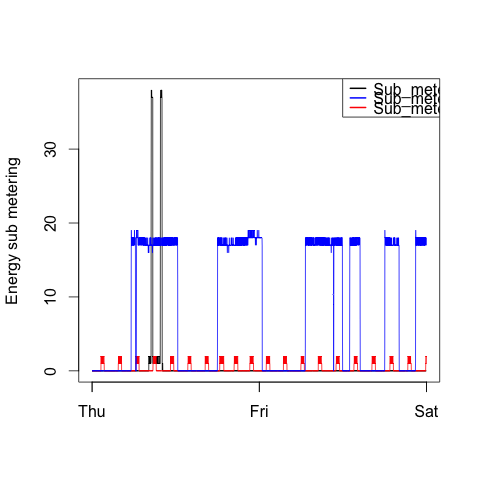 Sub_mete
Sub_mete
Sub_mete
Energy sub metering
30
20
10
0
Thu Fri Sat